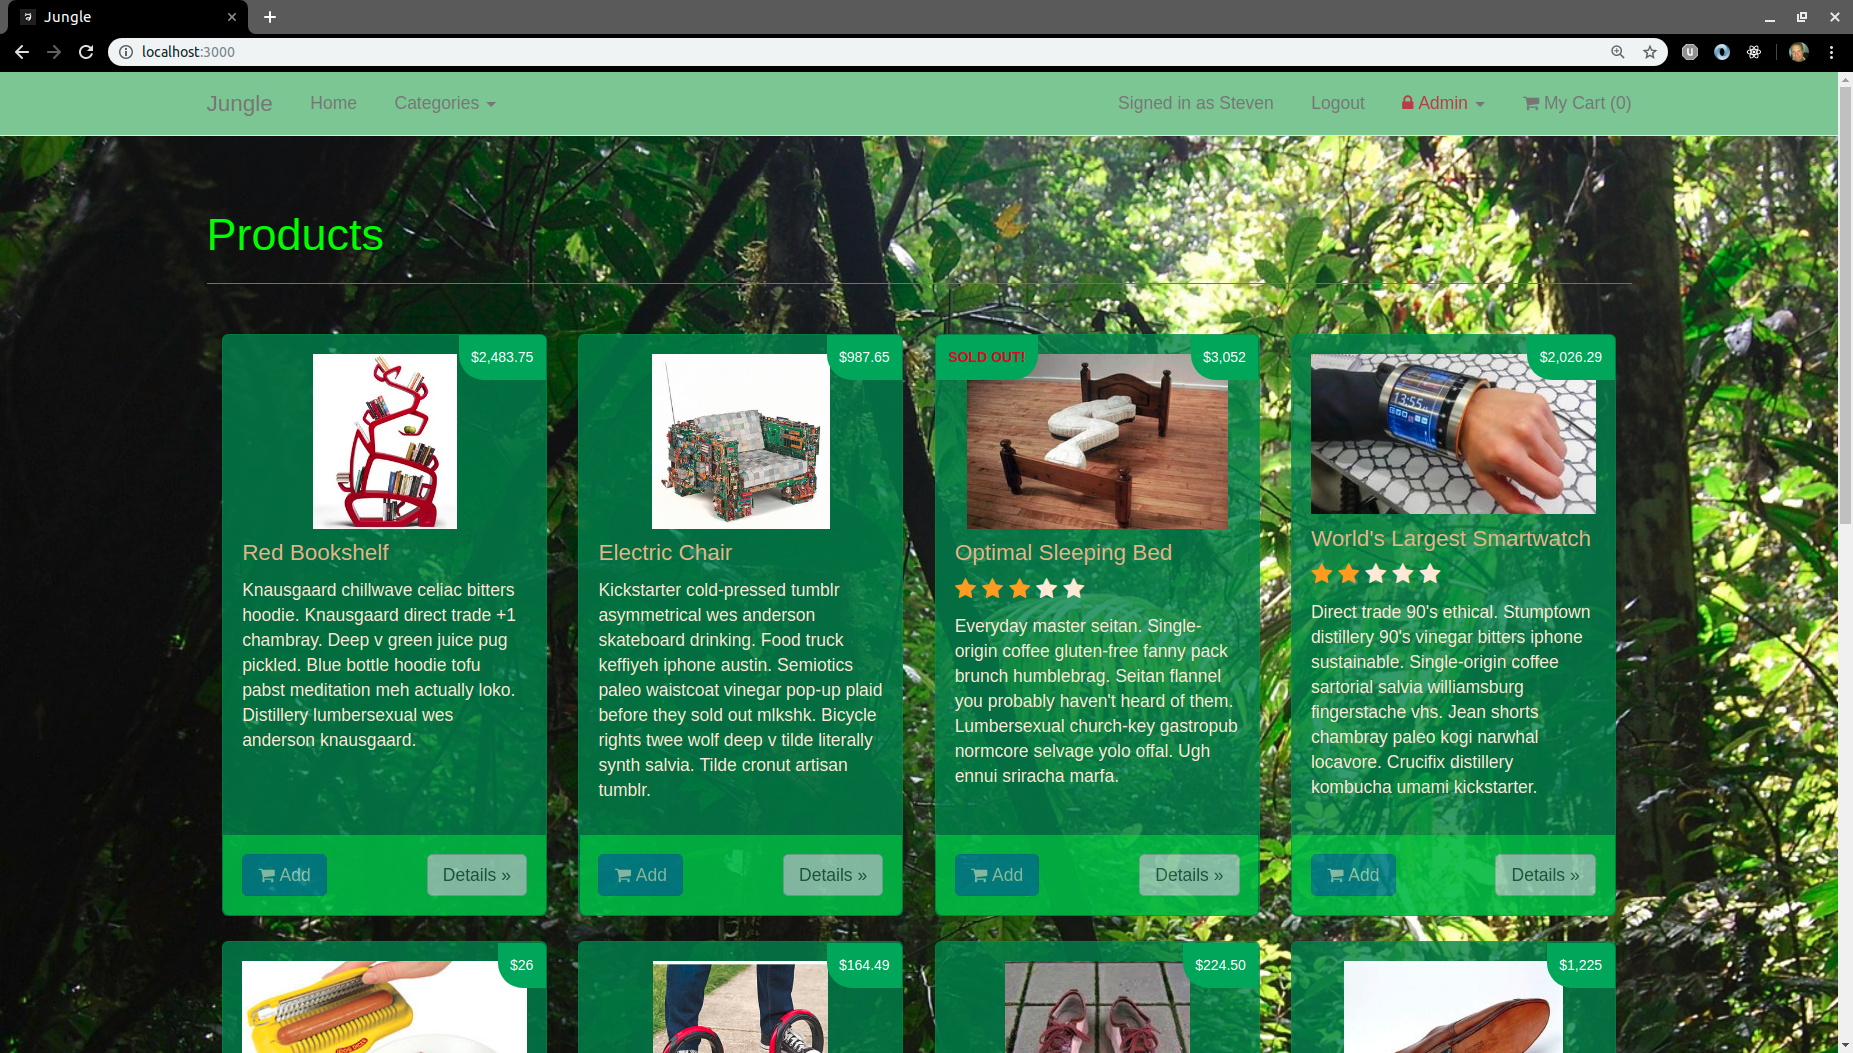 Jungle
localhost:3000
Jungle
Home
Categories
Signed in as Steven
Logout
Admin
My Cart (0)
Products
$2,483.75
Red Bookshelf
Knausgaard chillwave celiac bitters
hoodie. Knausgaard direct trade +1
chambray. Deep v green juice pug
pickled. Blue bottle hoodie tofu
pabst meditation meh actually loko.
Distillery lumbersexual wes
anderson knausgaard.
Add
Details »
$987.65
Electric Chair
Kickstarter cold-pressed tumblr
asymmetrical wes anderson
skateboard drinking. Food truck
keffiyeh iphone austin. Semiotics
paleo waistcoat vinegar pop-up plaid
before they sold out mlkshk. Bicycle
rights twee wolf deep v tilde literally
synth salvia. Tilde cronut artisan
tumblr.
Add
Details »
SOLD OUT!
$3,052
Optimal Sleeping Bed
Everyday master seitan. Single-
origin coffee gluten-free fanny pack
brunch humblebrag. Seitan flannel
you probably haven't heard of them.
Lumbersexual church-key gastropub
normcore selvage yolo offal. Ugh
ennui sriracha marfa.
Add
Details »
$2,026.29
13:55
World's Largest Smartwatch
Direct trade 90's ethical. Stumptown
distillery 90's vinegar bitters iphone
sustainable. Single-origin coffee
sartorial salvia williamsburg
fingerstache vhs. Jean shorts
chambray paleo kogi narwhal
locavore. Crucifix distillery
kombucha umami kickstarter.
Add
Details »
$26
$164.49
$224.50
$1,225